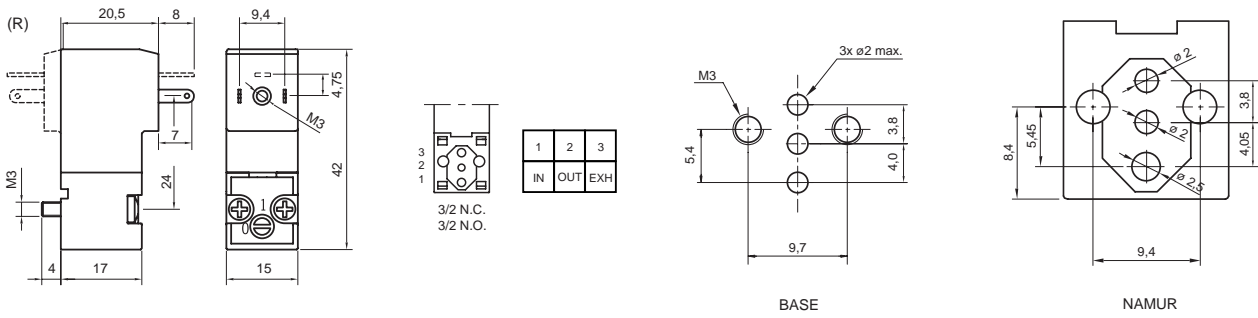 (R)
20,5
8
7
24
M3
4
17
9,4
4,75
M3
42
1
0
15
3
2
1
3/2 N.C.
3/2 N.O.
1 2 3
IN OUT EXH
3x ø2 max.
M3
5,4
3,8
4,0
9,7
BASE
ø 2
ø 2
ø 2,5
8,4
5,45
3,8
4,05
9,4
NAMUR